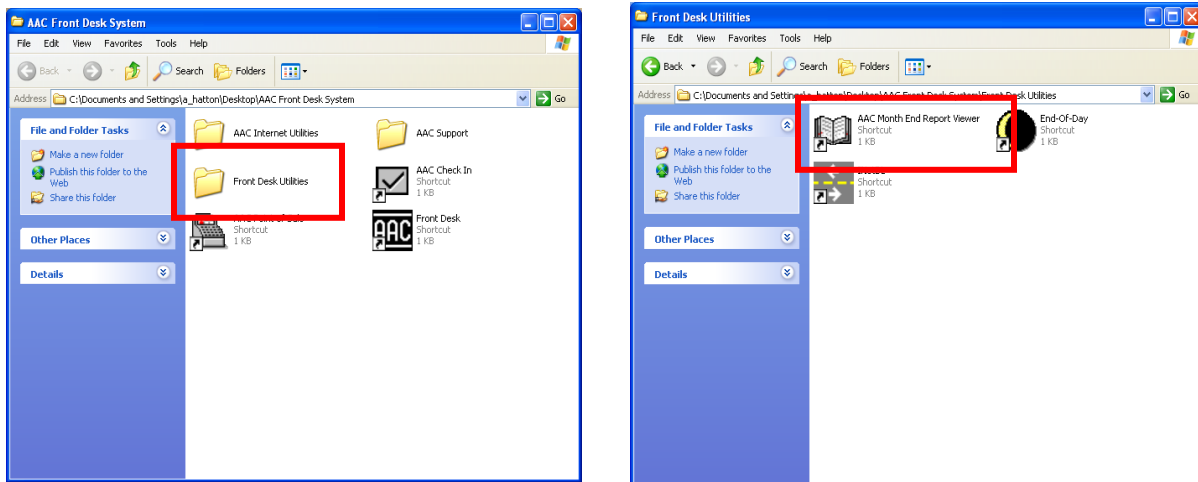 AAC Front Desk System
File Edit View Favorites Tools Help
Back Search Folders
Address C:\Documents and Settings\a_hatton\Desktop\AAC Front Desk System Go
File and Folder Tasks
Make a new folder
Publish this folder to the
Web
Share this folder
Other Places
Details
AAC Internet Utilities
AAC Support
Front Desk Utilities
AAC Check In
Shortcut
1 KB
Shortcut
1 KB
AAC
Front Desk
Shortcut
1 KB
Front Desk Utilities
File Edit View Favorites Tools Help
Back Search Folders
Address C:\Documents and Settings\a_hatton\Desktop\AAC Front Desk System\Front Desk Utilities Go
File and Folder Tasks
Make a new folder
Publish this folder to the
Web
Share this folder
Other Places
Details
AAC Month End Report Viewer
Shortcut
1 KB
End-Of-Day
Shortcut
1 KB
Shortcut
1 KB